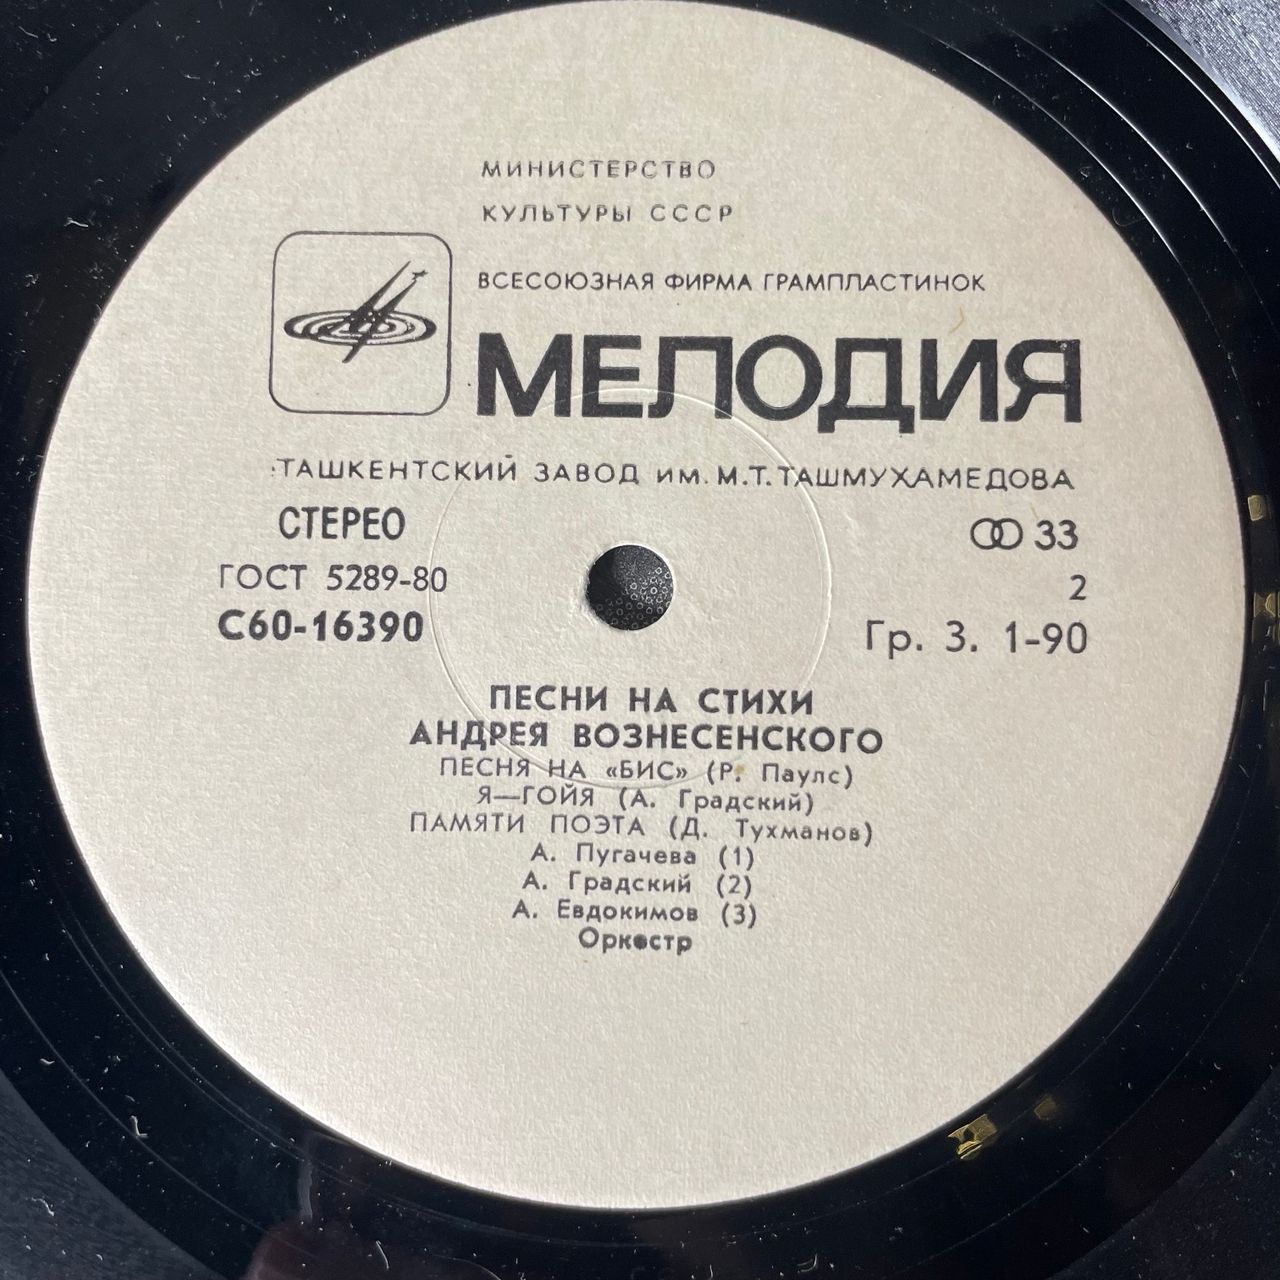 МИНИСТЕРСТВО
КУЛЬТУРЫ СССР
ВСЕСОЮЗНАЯ ФИРМА ГРАМПЛАСТИНОК
МЕЛОДИЯ
ТАШКЕНТСКИЙ ЗАВОД ИМ. М.Т. ТАШМУХАМЕДОВА
СТЕРЕО 33
ГОСТ 5289-80 2
С60-16390 Гр. 3. 1-90
ПЕСНИ НА СТИХИ
АНДРЕЯ ВОЗНЕСЕНСКОГО
ПЕСНЯ НА «БИС» (Р. Паулс)
Я—ГОЙЯ (А. Градский)
ПАМЯТИ ПОЭТА (Д. Тухманов)
А. Пугачева (1)
А. Градский (2)
А. Евдокимов (3)
Оркестр